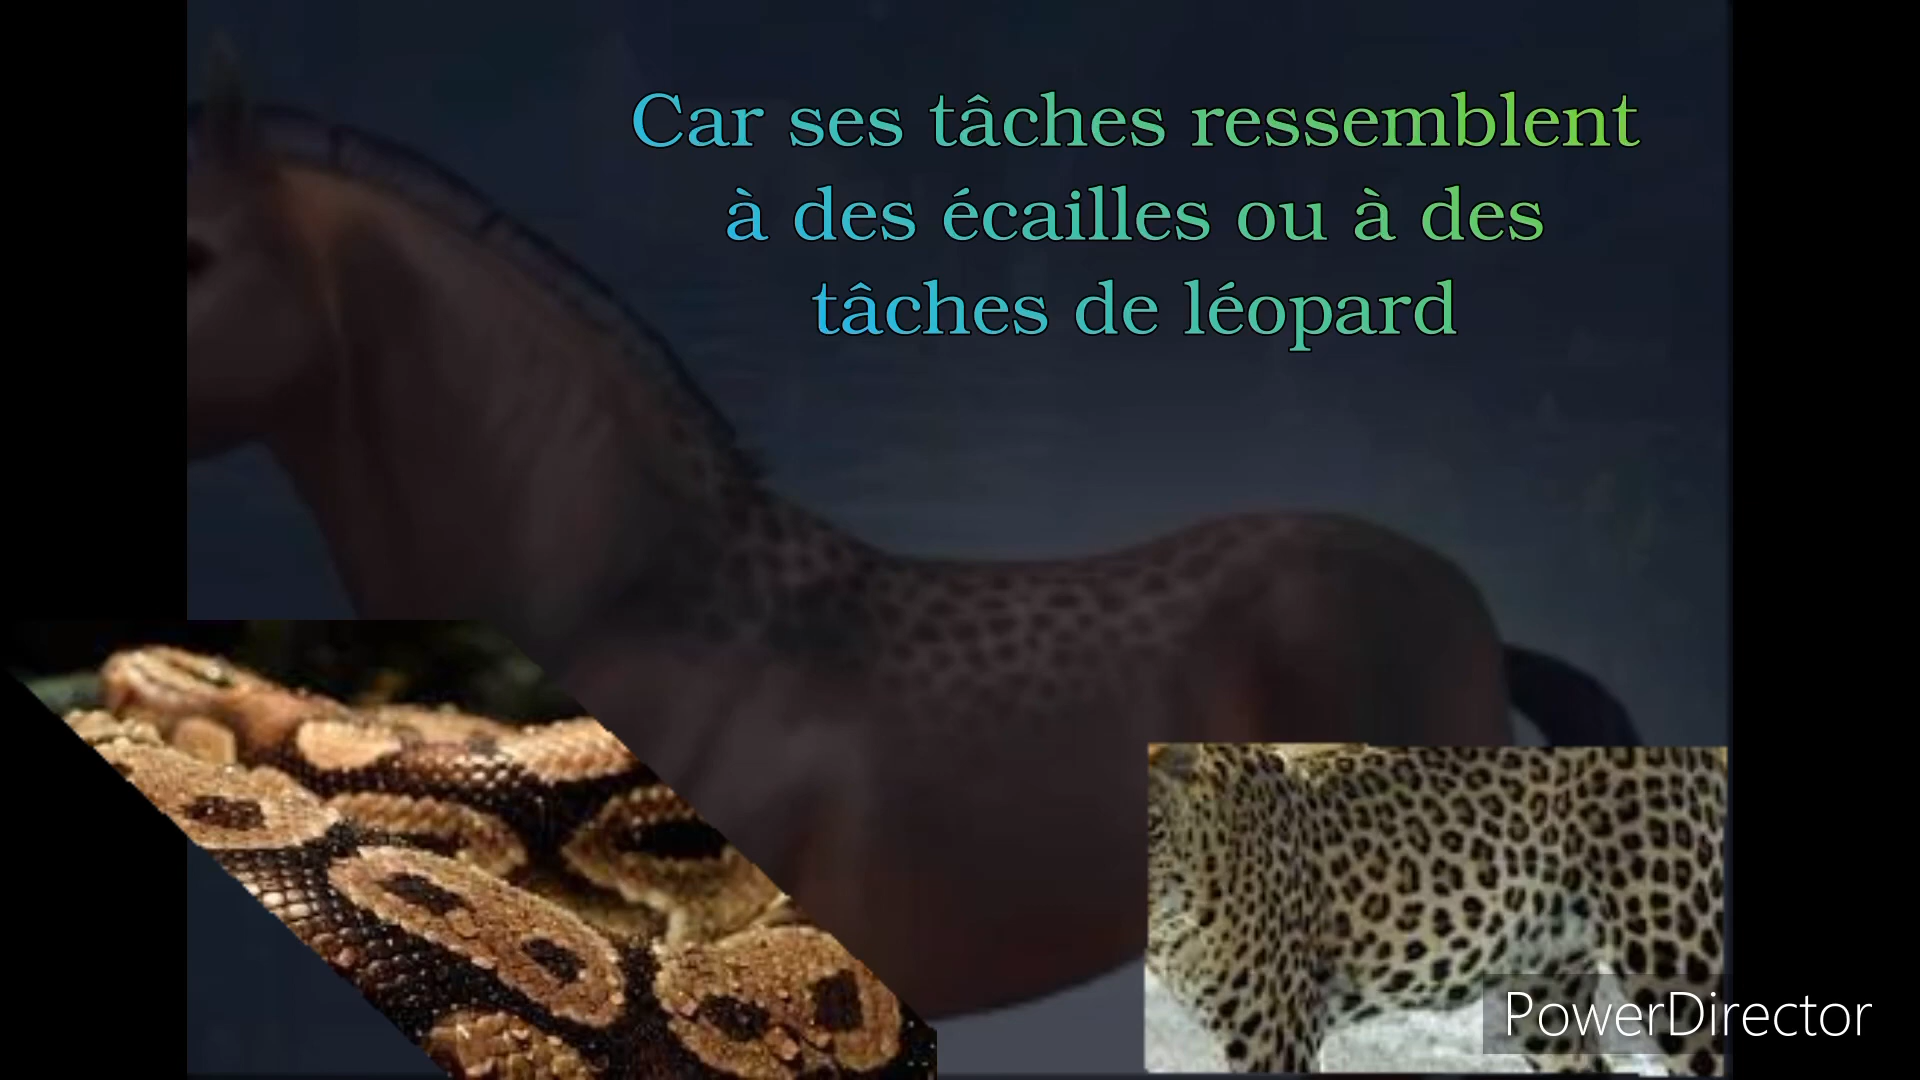 Car ses tâches ressemblent
à des écailles ou à des
tâches de léopard
PowerDirector